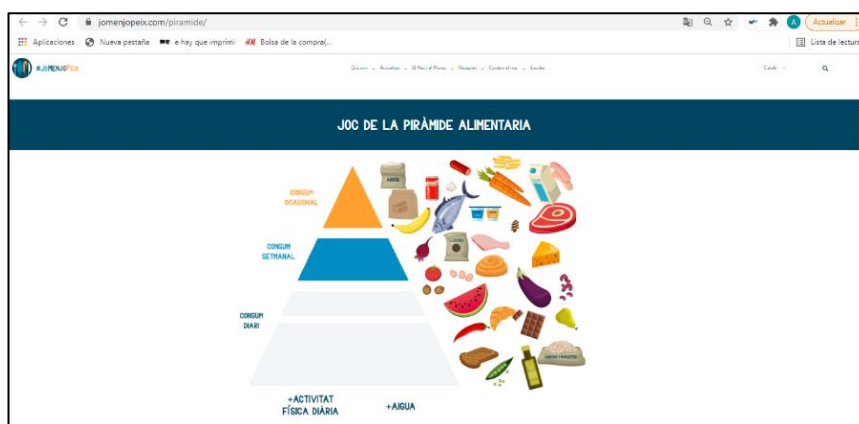 jomenjopeix.com/piramide/
Actualizar
Aplicaciones
Nueva pestaña
e hay que imprimi
Bolsa de la compra(...
Lista de lectura
#JOMENJOPEIX
Català
JOC DE LA PIRÀMIDE ALIMENTARIA
CONSUM
OCASIONAL
CONSUM
SETMANAL
CONSUM
DIARI
+ACTIVITAT
FÍSICA DIÀRIA
+AIGUA